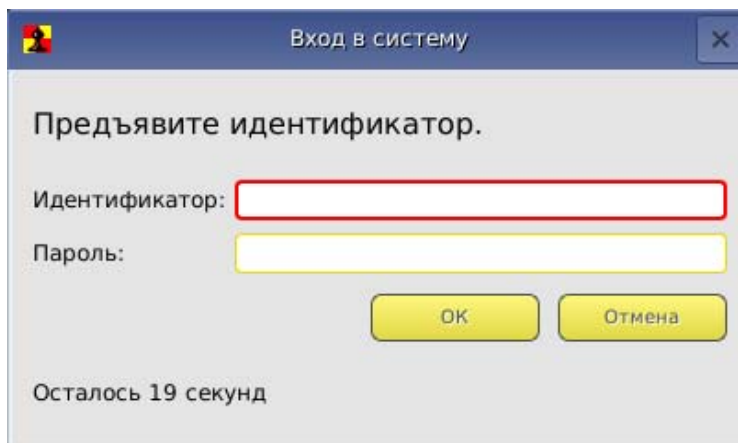 Вход в систему
Предъявите идентификатор.
Идентификатор:
Пароль:
ОК Отмена
Осталось 19 секунд